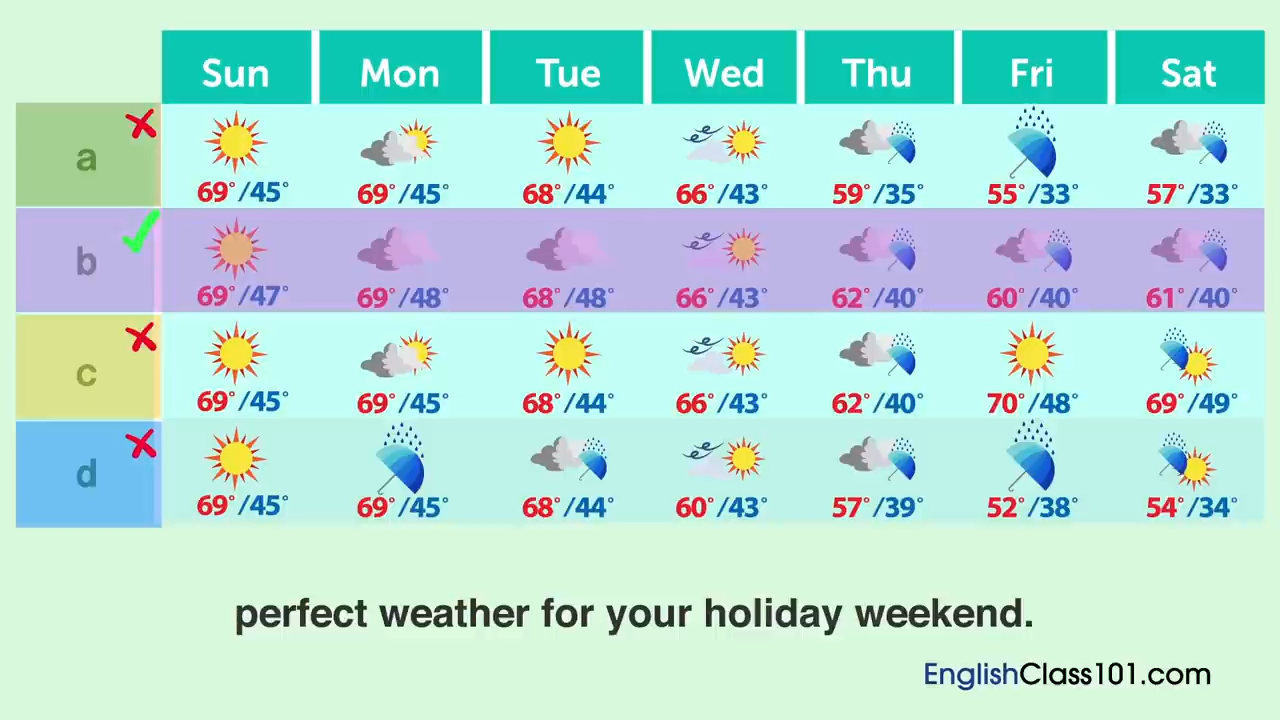 Sun Mon Tue Wed Thu Fri Sat
a 69°/45° 69°/45° 68°/44° 66°/43° 59°/35° 55°/33° 57°/33°
b 69°/47° 69°/48° 68°/48° 66°/43° 62°/40° 60°/40° 61°/40°
c 69°/45° 69°/45° 68°/44° 66°/43° 62°/40° 70°/48° 69°/49°
d 69°/45° 69°/45° 68°/44° 60°/43° 57°/39° 52°/38° 54°/34°
perfect weather for your holiday weekend.
EnglishClass101.com